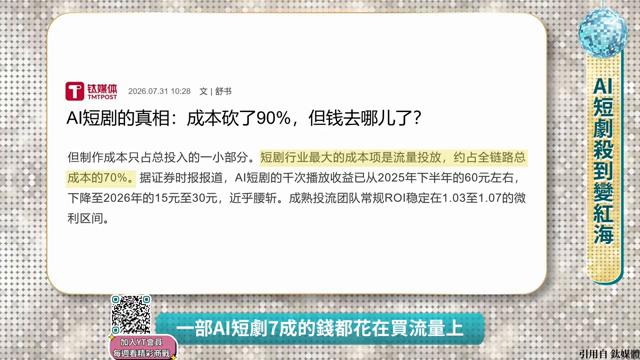 钛媒体
TMTPOST
2026.07.31 10:28 文 | 舒书
AI短剧的真相：成本砍了90%，但钱去哪儿了？
但制作成本只占总投入的一小部分。短剧行业最大的成本项是流量投放，约占全链路总
成本的70%。据证券时报报道，AI短剧的千次播放收益已从2025年下半年的60元左右，
下降至2026年的15元至30元，近乎腰斩。成熟投流团队常规ROI稳定在1.03至1.07的微
利区间。
AI短劇殺到變紅海
一部AI短劇7成的錢都花在買流量上
加入YT會員
每週看精彩商戰
引用自 鈦媒體